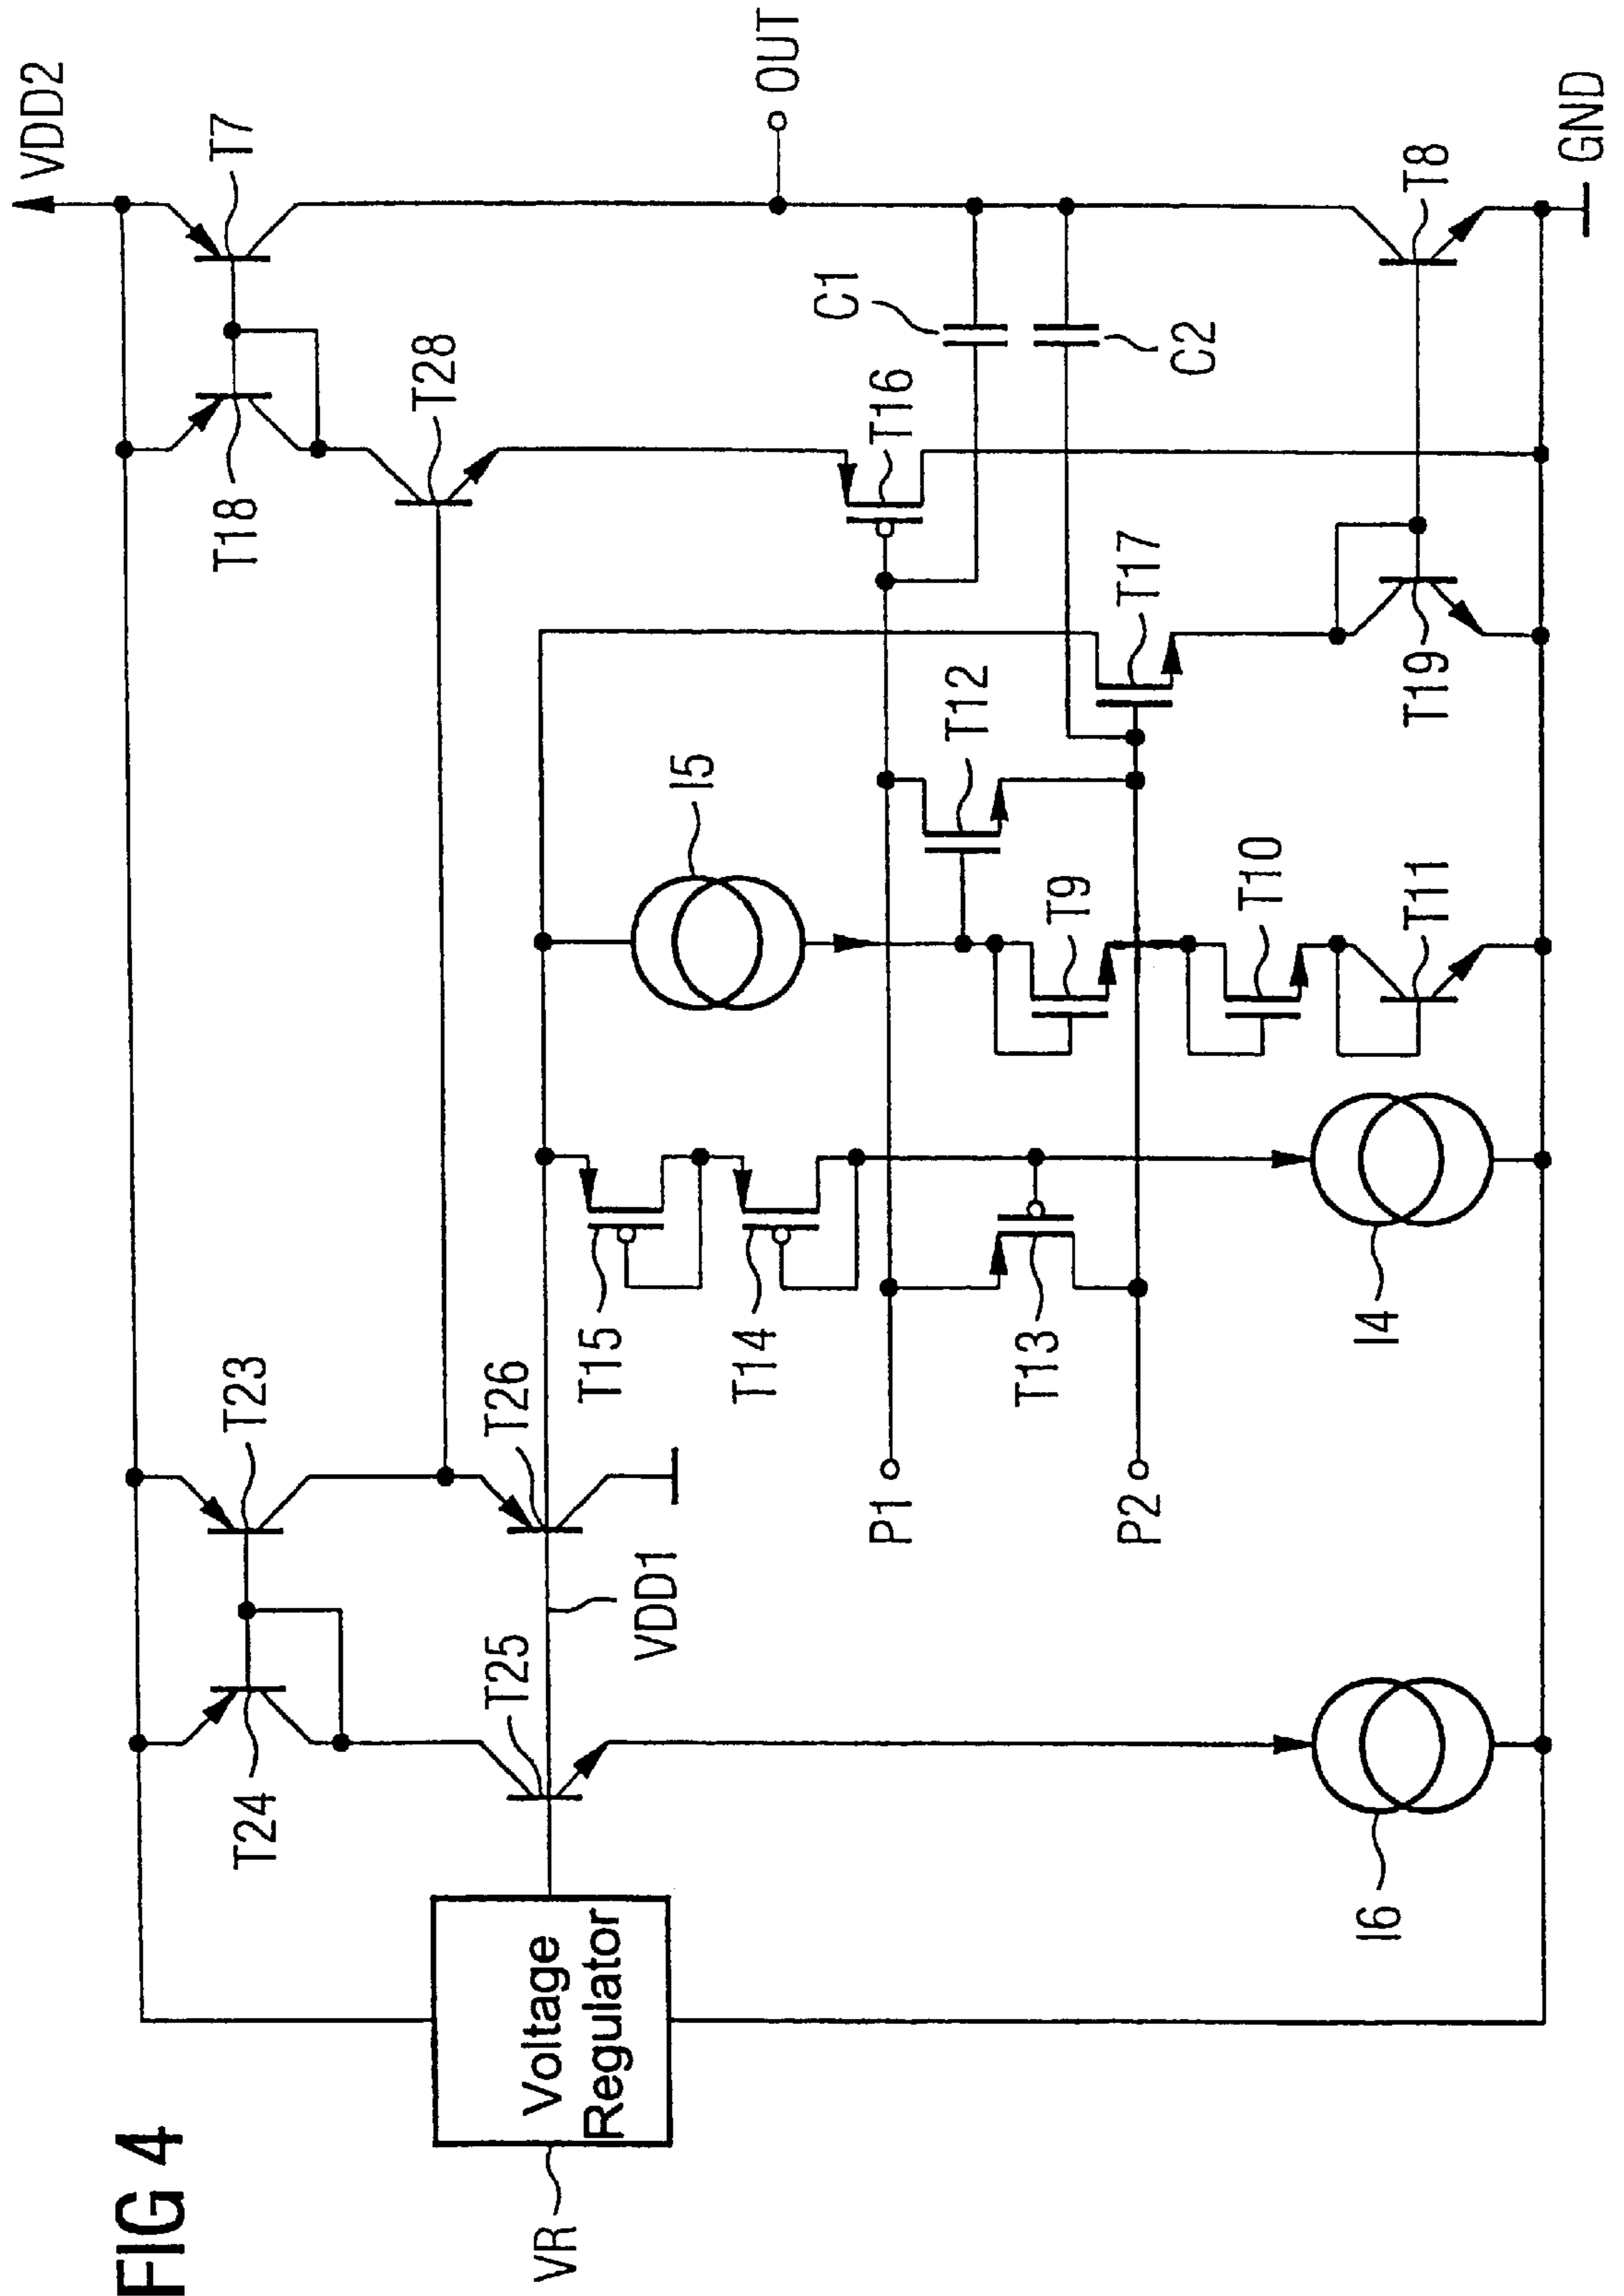 FIG 4
VDD2
T24
T23
T18
T7
T28
T25
T26
VDD1
VR
Voltage
Regulator
T15
T14
I5
T12
T16
C1
OUT
P1
P2
T13
T9
T17
C2
T10
T11
T19
T8
I6
I4
GND